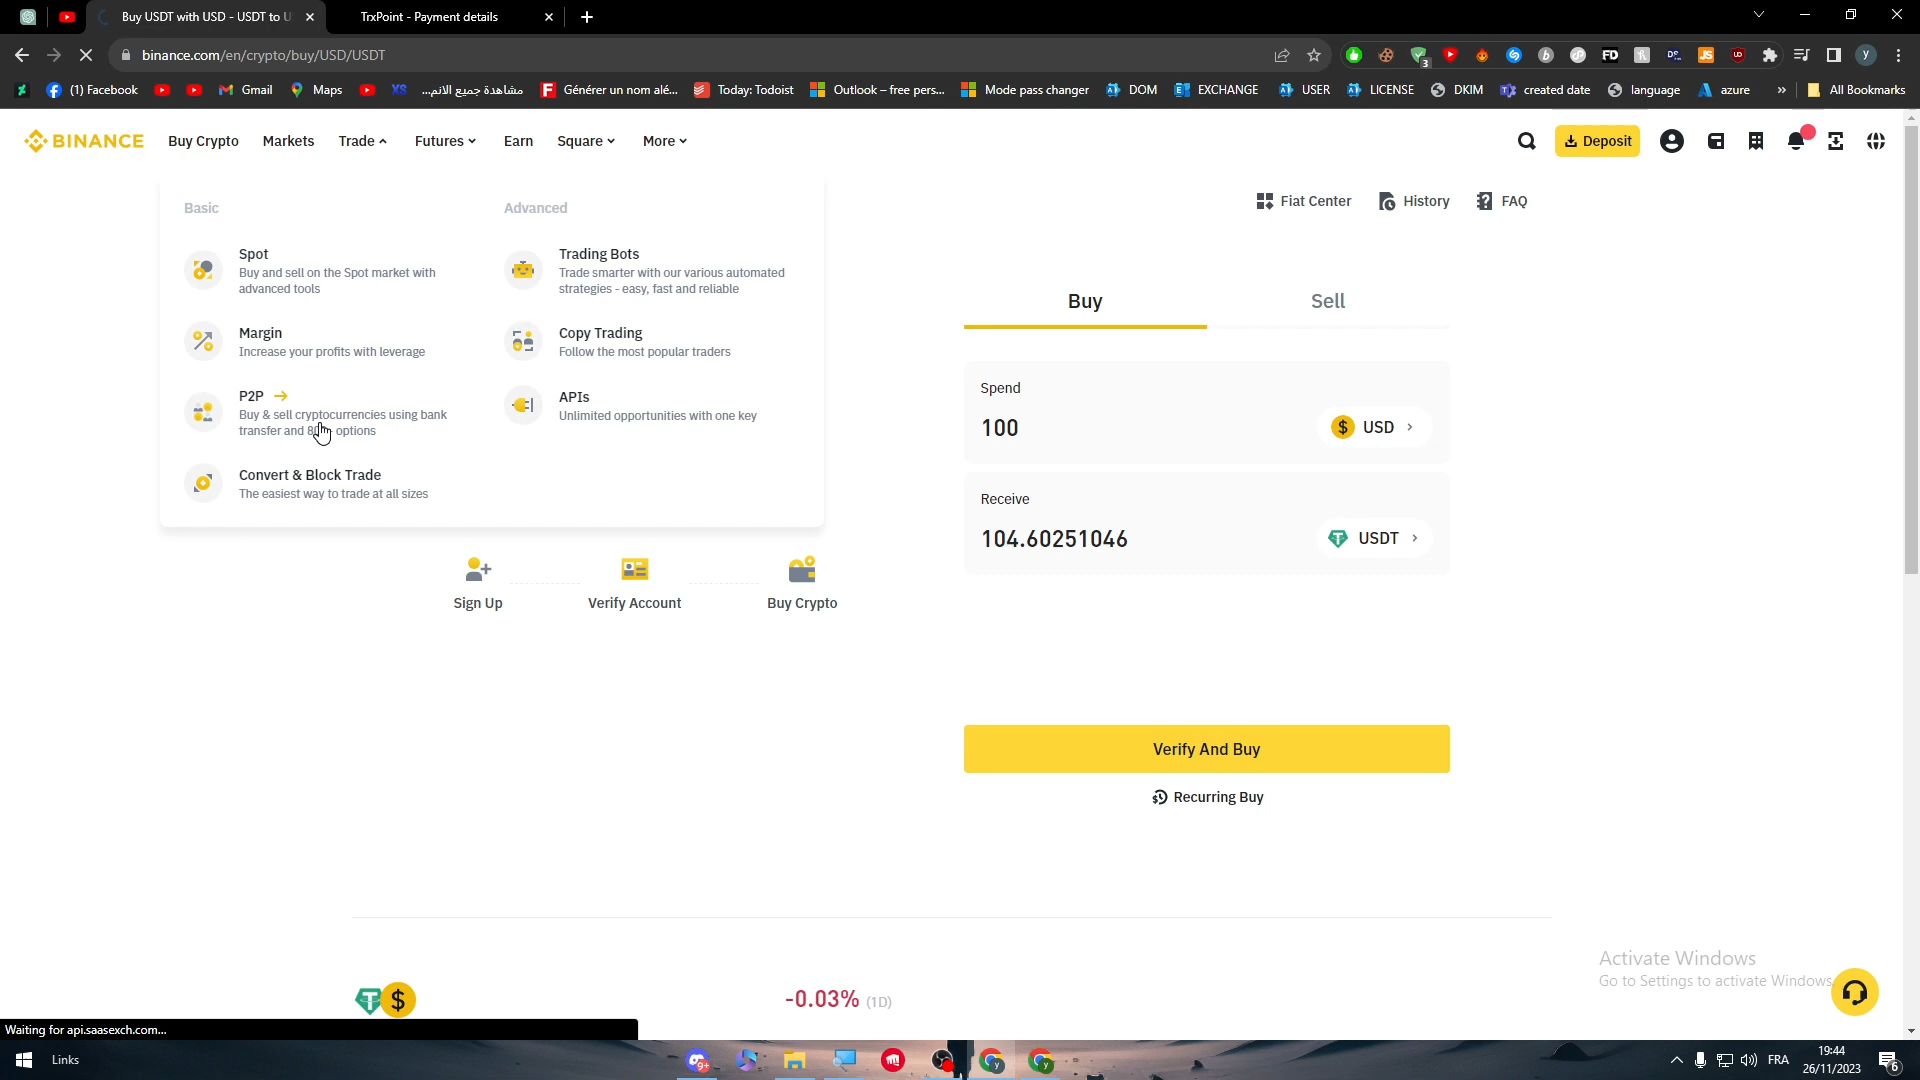 Buy USDT with USD - USDT to U
TrxPoint - Payment details
binance.com/en/crypto/buy/USD/USDT
(1) Facebook
Gmail
Maps
مشاهدة جميع الانم...
Générer un nom alé...
Today: Todoist
Outlook – free pers...
Mode pass changer
DOM
EXCHANGE
USER
LICENSE
DKIM
created date
language
azure
»
All Bookmarks
BINANCE
Buy Crypto
Markets
Trade
Futures
Earn
Square
More
Deposit
Basic
Advanced
Fiat Center
History
FAQ
Spot
Buy and sell on the Spot market with
advanced tools
Trading Bots
Trade smarter with our various automated
strategies - easy, fast and reliable
Margin
Increase your profits with leverage
Copy Trading
Follow the most popular traders
P2P
Buy & sell cryptocurrencies using bank
transfer and options
APIs
Unlimited opportunities with one key
Convert & Block Trade
The easiest way to trade at all sizes
Buy
Sell
Spend
100
USD
Receive
104.60251046
USDT
Sign Up
Verify Account
Buy Crypto
Verify And Buy
Recurring Buy
-0.03% (1D)
Activate Windows
Go to Settings to activate Windows
Waiting for api.saasexch.com...
Links
9+
FRA
19:44
26/11/2023
6